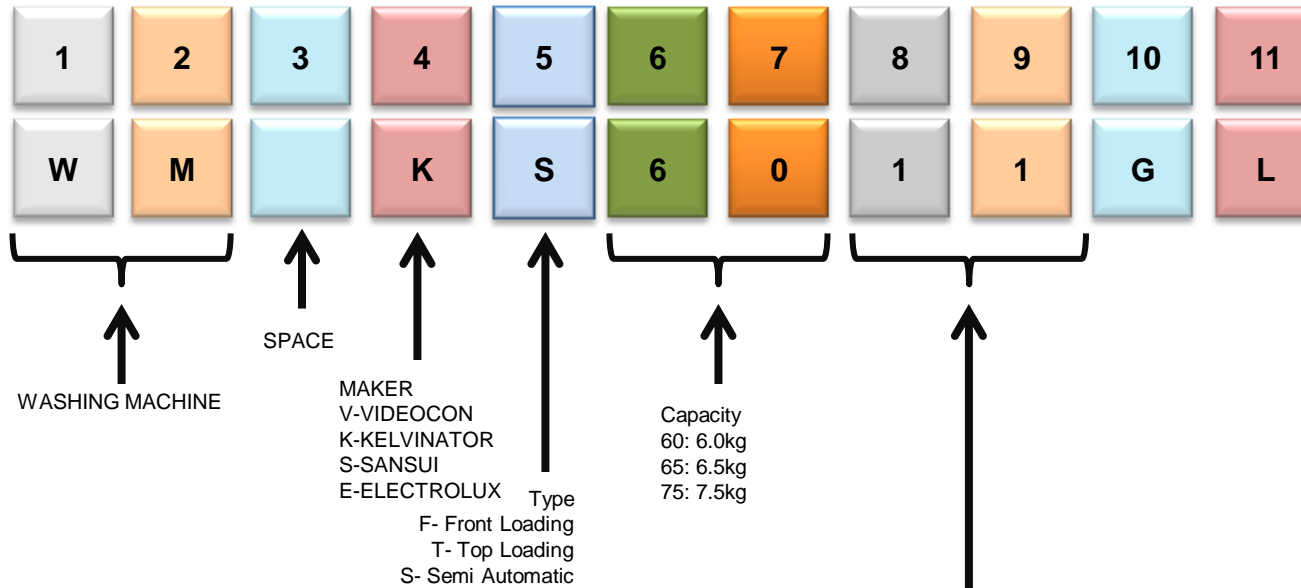 1 2 3 4 5 6 7 8 9 10 11
W M K S 6 0 1 1 G L
SPACE
WASHING MACHINE
MAKER
V-VIDEOCON
K-KELVINATOR
S-SANSUI
E-ELECTROLUX
Type
F- Front Loading
T- Top Loading
S- Semi Automatic
Capacity
60: 6.0kg
65: 6.5kg
75: 7.5kg